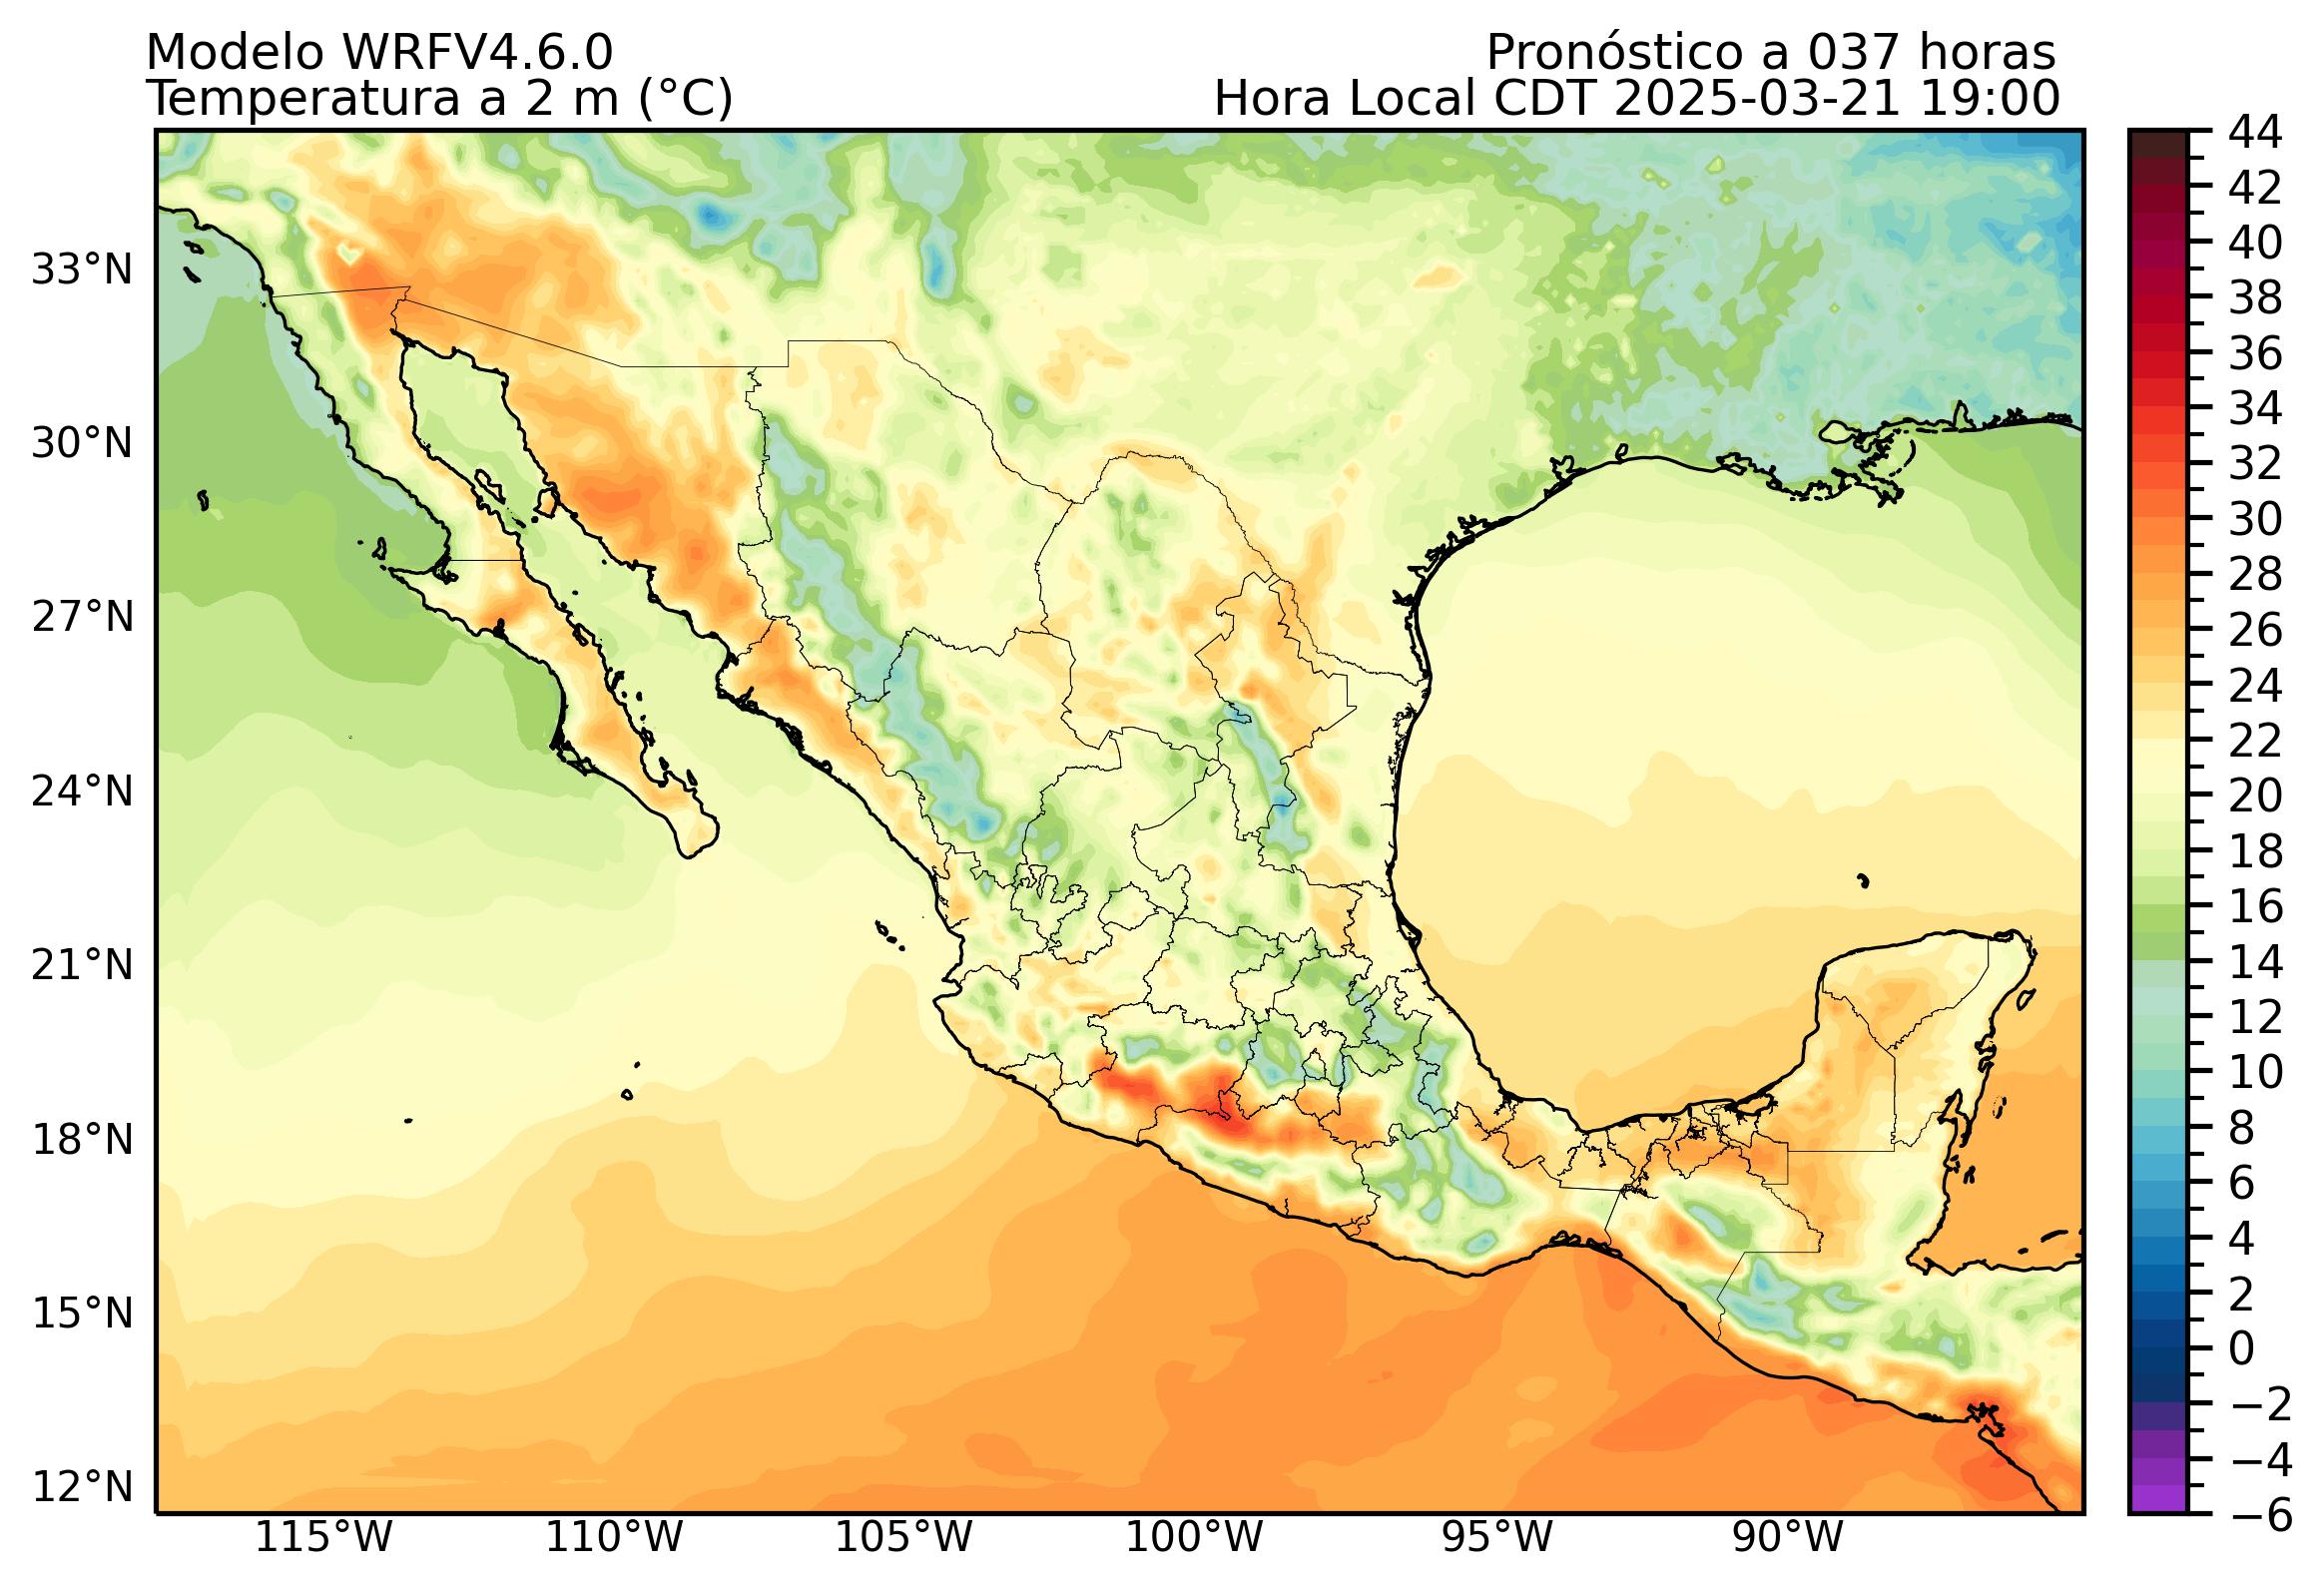 Modelo WRFV4.6.0
Pronóstico a 037 horas
Temperatura a 2 m (°C)
Hora Local CDT 2025-03-21 19:00
44
42
40
38
36
34
32
30
28
26
24
22
20
18
16
14
12
10
8
6
4
2
0
−2
−4
−6
33°N
30°N
27°N
24°N
21°N
18°N
15°N
12°N
115°W 110°W 105°W 100°W 95°W 90°W